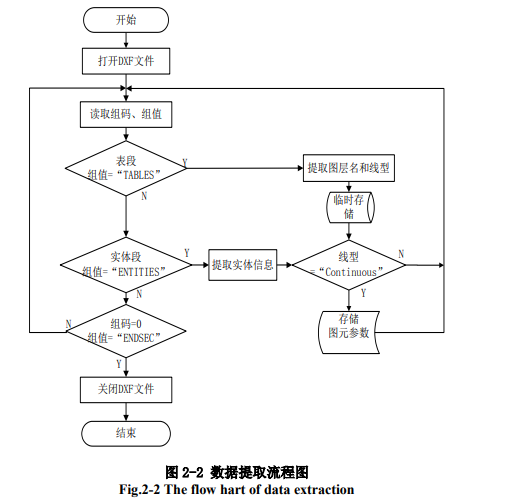 开始
打开DXF文件
读取组码、组值
表段
组值=“TABLES”
Y
N
提取图层名和线型
临时存
储
实体段
组值=“ENTITIES”
Y
N
提取实体信息
线型
=“Continuous”
N
Y
存储
图元参数
组码=0
组值=“ENDSEC”
N
Y
关闭DXF文件
结束
图 2-2 数据提取流程图
Fig.2-2 The flow hart of data extraction